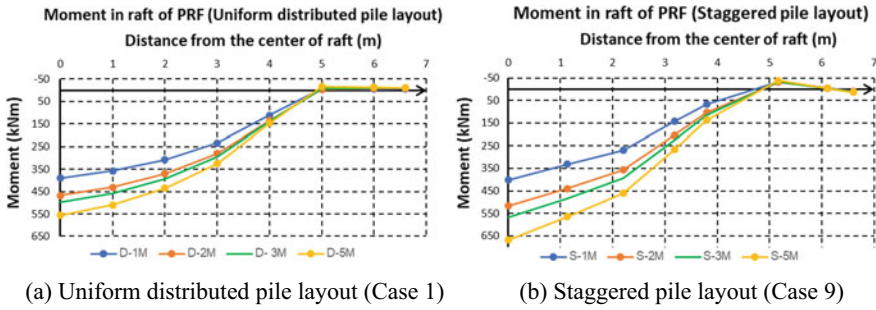 Moment in raft of PRF (Uniform distributed pile layout)
Distance from the center of raft (m)
0 1 2 3 4 5 6 7
-50
50
150
250
350
450
550
650
Moment (kNm)
D-1M D-2M D- 3M D-5M
(a) Uniform distributed pile layout (Case 1)
Moment in raft of PRF (Staggered pile layout)
Distance from the center of raft (m)
0 1 2 3 4 5 6 7
-50
50
150
250
350
450
550
650
Moment (kNm)
S-1M S-2M S-3M S-5M
(b) Staggered pile layout (Case 9)